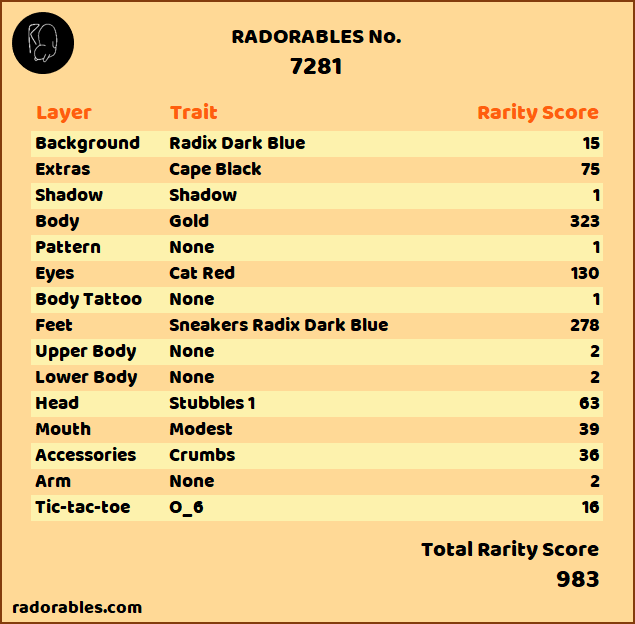 RADORABLES No.
7281
Layer Trait Rarity Score
Background Radix Dark Blue 15
Extras Cape Black 75
Shadow Shadow 1
Body Gold 323
Pattern None 1
Eyes Cat Red 130
Body Tattoo None 1
Feet Sneakers Radix Dark Blue 278
Upper Body None 2
Lower Body None 2
Head Stubbles 1 63
Mouth Modest 39
Accessories Crumbs 36
Arm None 2
Tic-tac-toe O_6 16
Total Rarity Score
983
radorables.com